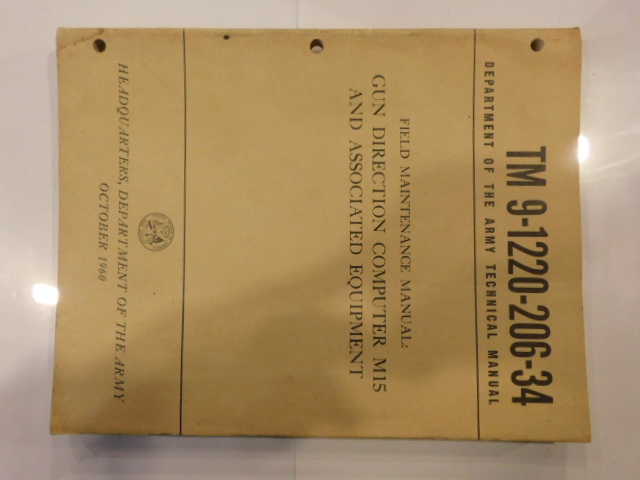 TM 9-1220-206-34
DEPARTMENT OF THE ARMY TECHNICAL MANUAL
FIELD MAINTENANCE MANUAL:
GUN DIRECTION COMPUTER M15
AND ASSOCIATED EQUIPMENT
HEADQUARTERS, DEPARTMENT OF THE ARMY
OCTOBER 1960